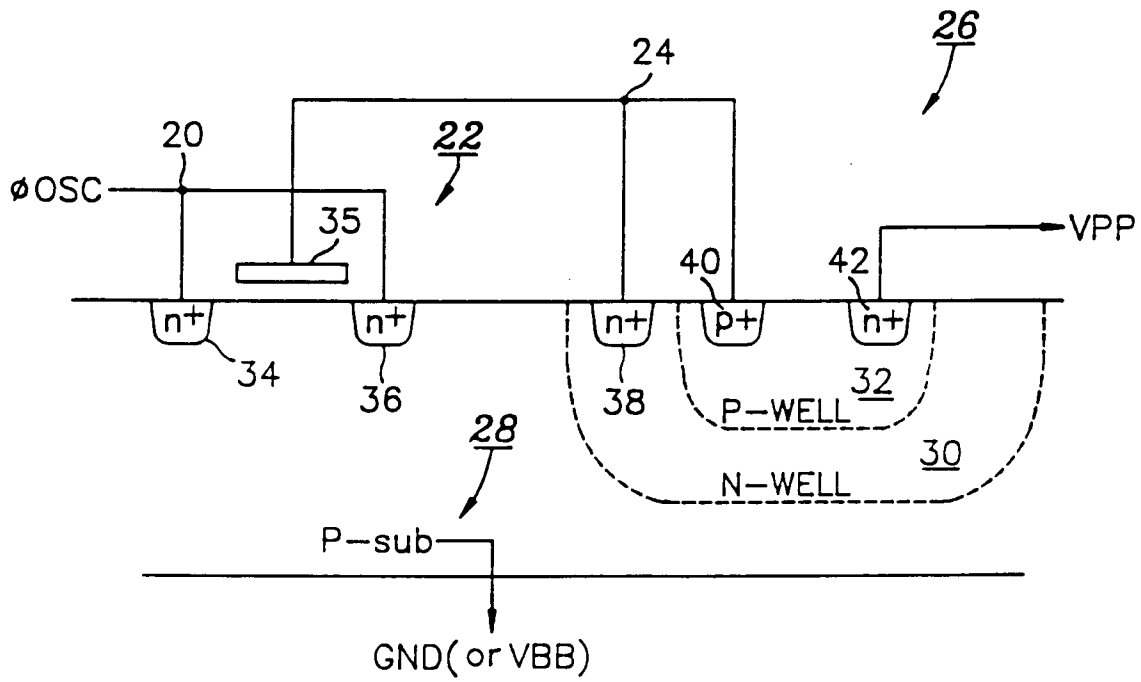 26
24
22
20
øOSC
35
VPP
40
42
n+
n+
n+
p+
n+
34
36
38
32
P-WELL
28
30
N-WELL
P-sub
GND(or VBB)